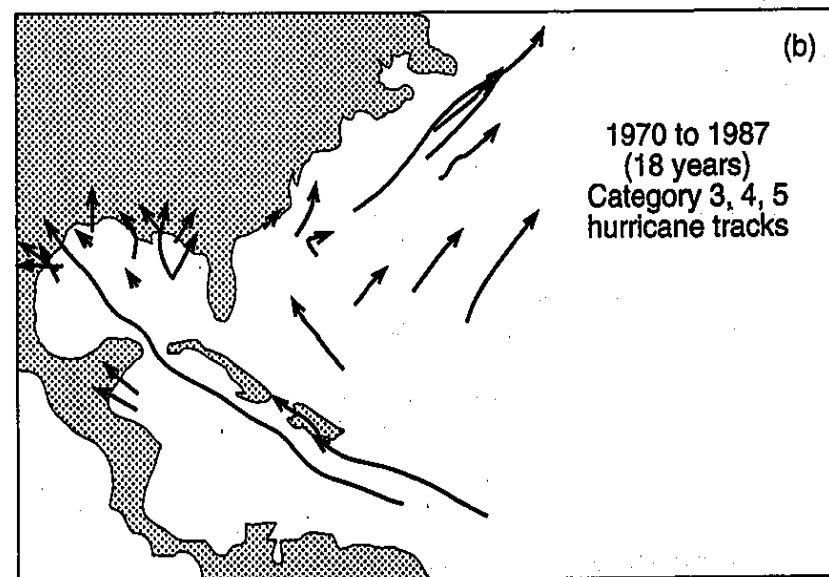 (b)
1970 to 1987
(18 years)
Category 3, 4, 5
hurricane tracks